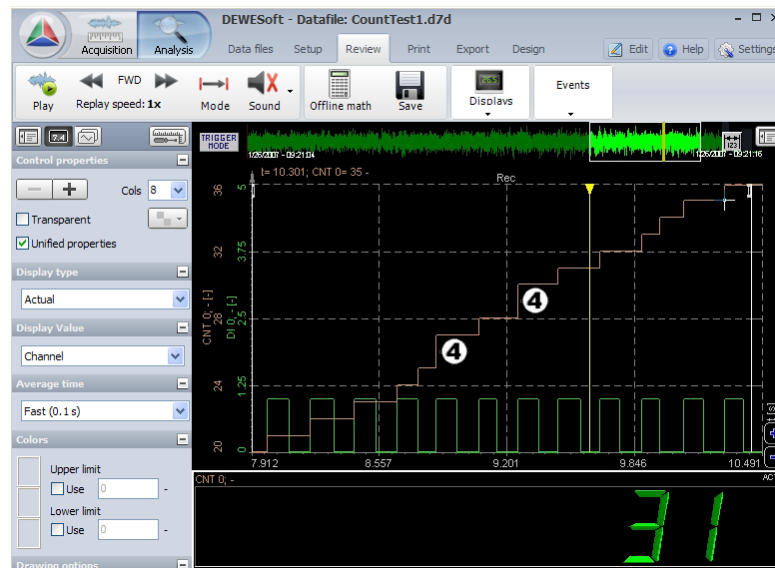 DEWESoft - Datafile: CountTest1.d7d
Acquisition Analysis Data files Setup Review Print Export Design Edit Help Settings
FWD
Play Replay speed: 1x Mode Sound Offline math Save Displays Events
TRIGGER MODE
1/26/2007 - 09:21:04
1/26/2007 - 09:21:16
123
7.4
Control properties
Cols 8
Transparent
Unified properties
Display type
Actual
Display Value
Channel
Average time
Fast (0.1 s)
Colors
Upper limit
Use 0 -
Lower limit
Use 0 -
Drawing options
t= 10.301; CNT 0= 35 -
Rec
36 5
32 3.75
28 2.5
24 1.25
20 0
CNT 0; - [-]
DI 0; - [-]
4
4
7.912 8.557 9.201 9.846 10.491
t [s]
CNT 0; -
AC
31